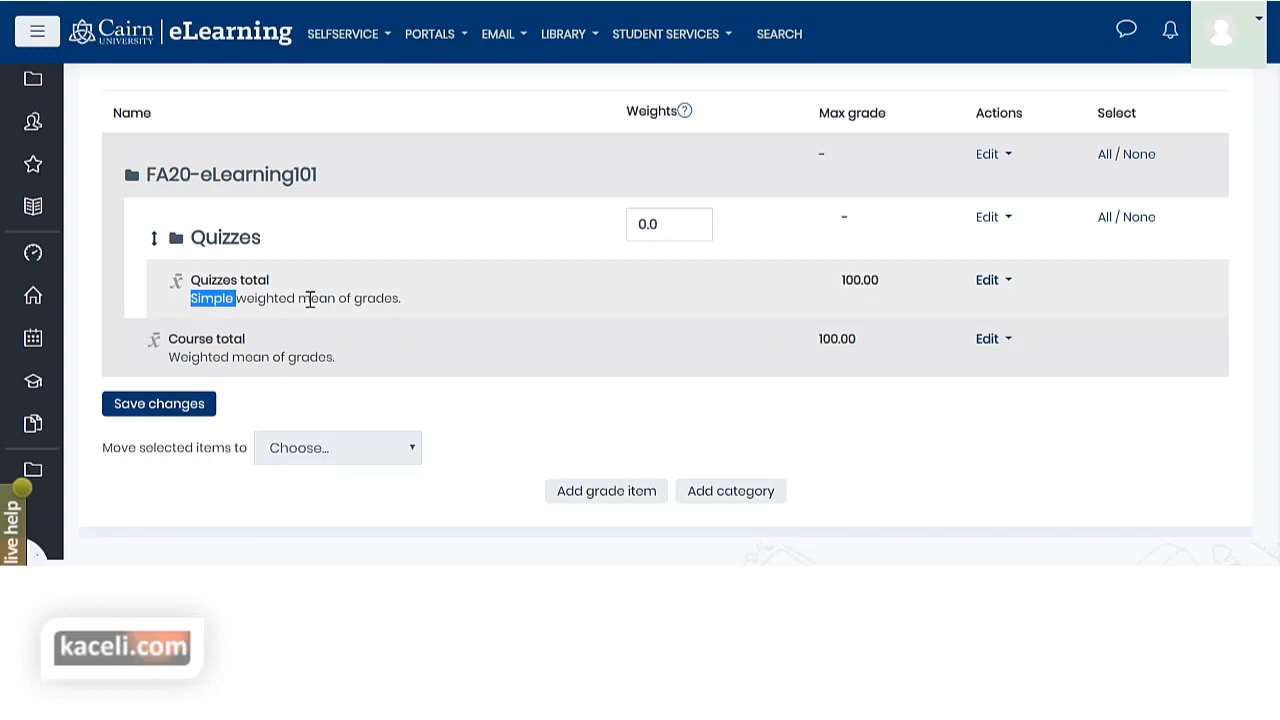 Cairn UNIVERSITY eLearning SELFSERVICE PORTALS EMAIL LIBRARY STUDENT SERVICES SEARCH
Name Weights Max grade Actions Select
FA20-eLearning101 - Edit All / None
Quizzes 0.0 - Edit All / None
Quizzes total 100.00 Edit
Simple weighted mean of grades.
Course total 100.00 Edit
Weighted mean of grades.
Save changes
Move selected items to Choose...
Add grade item Add category
live help
kaceli.com